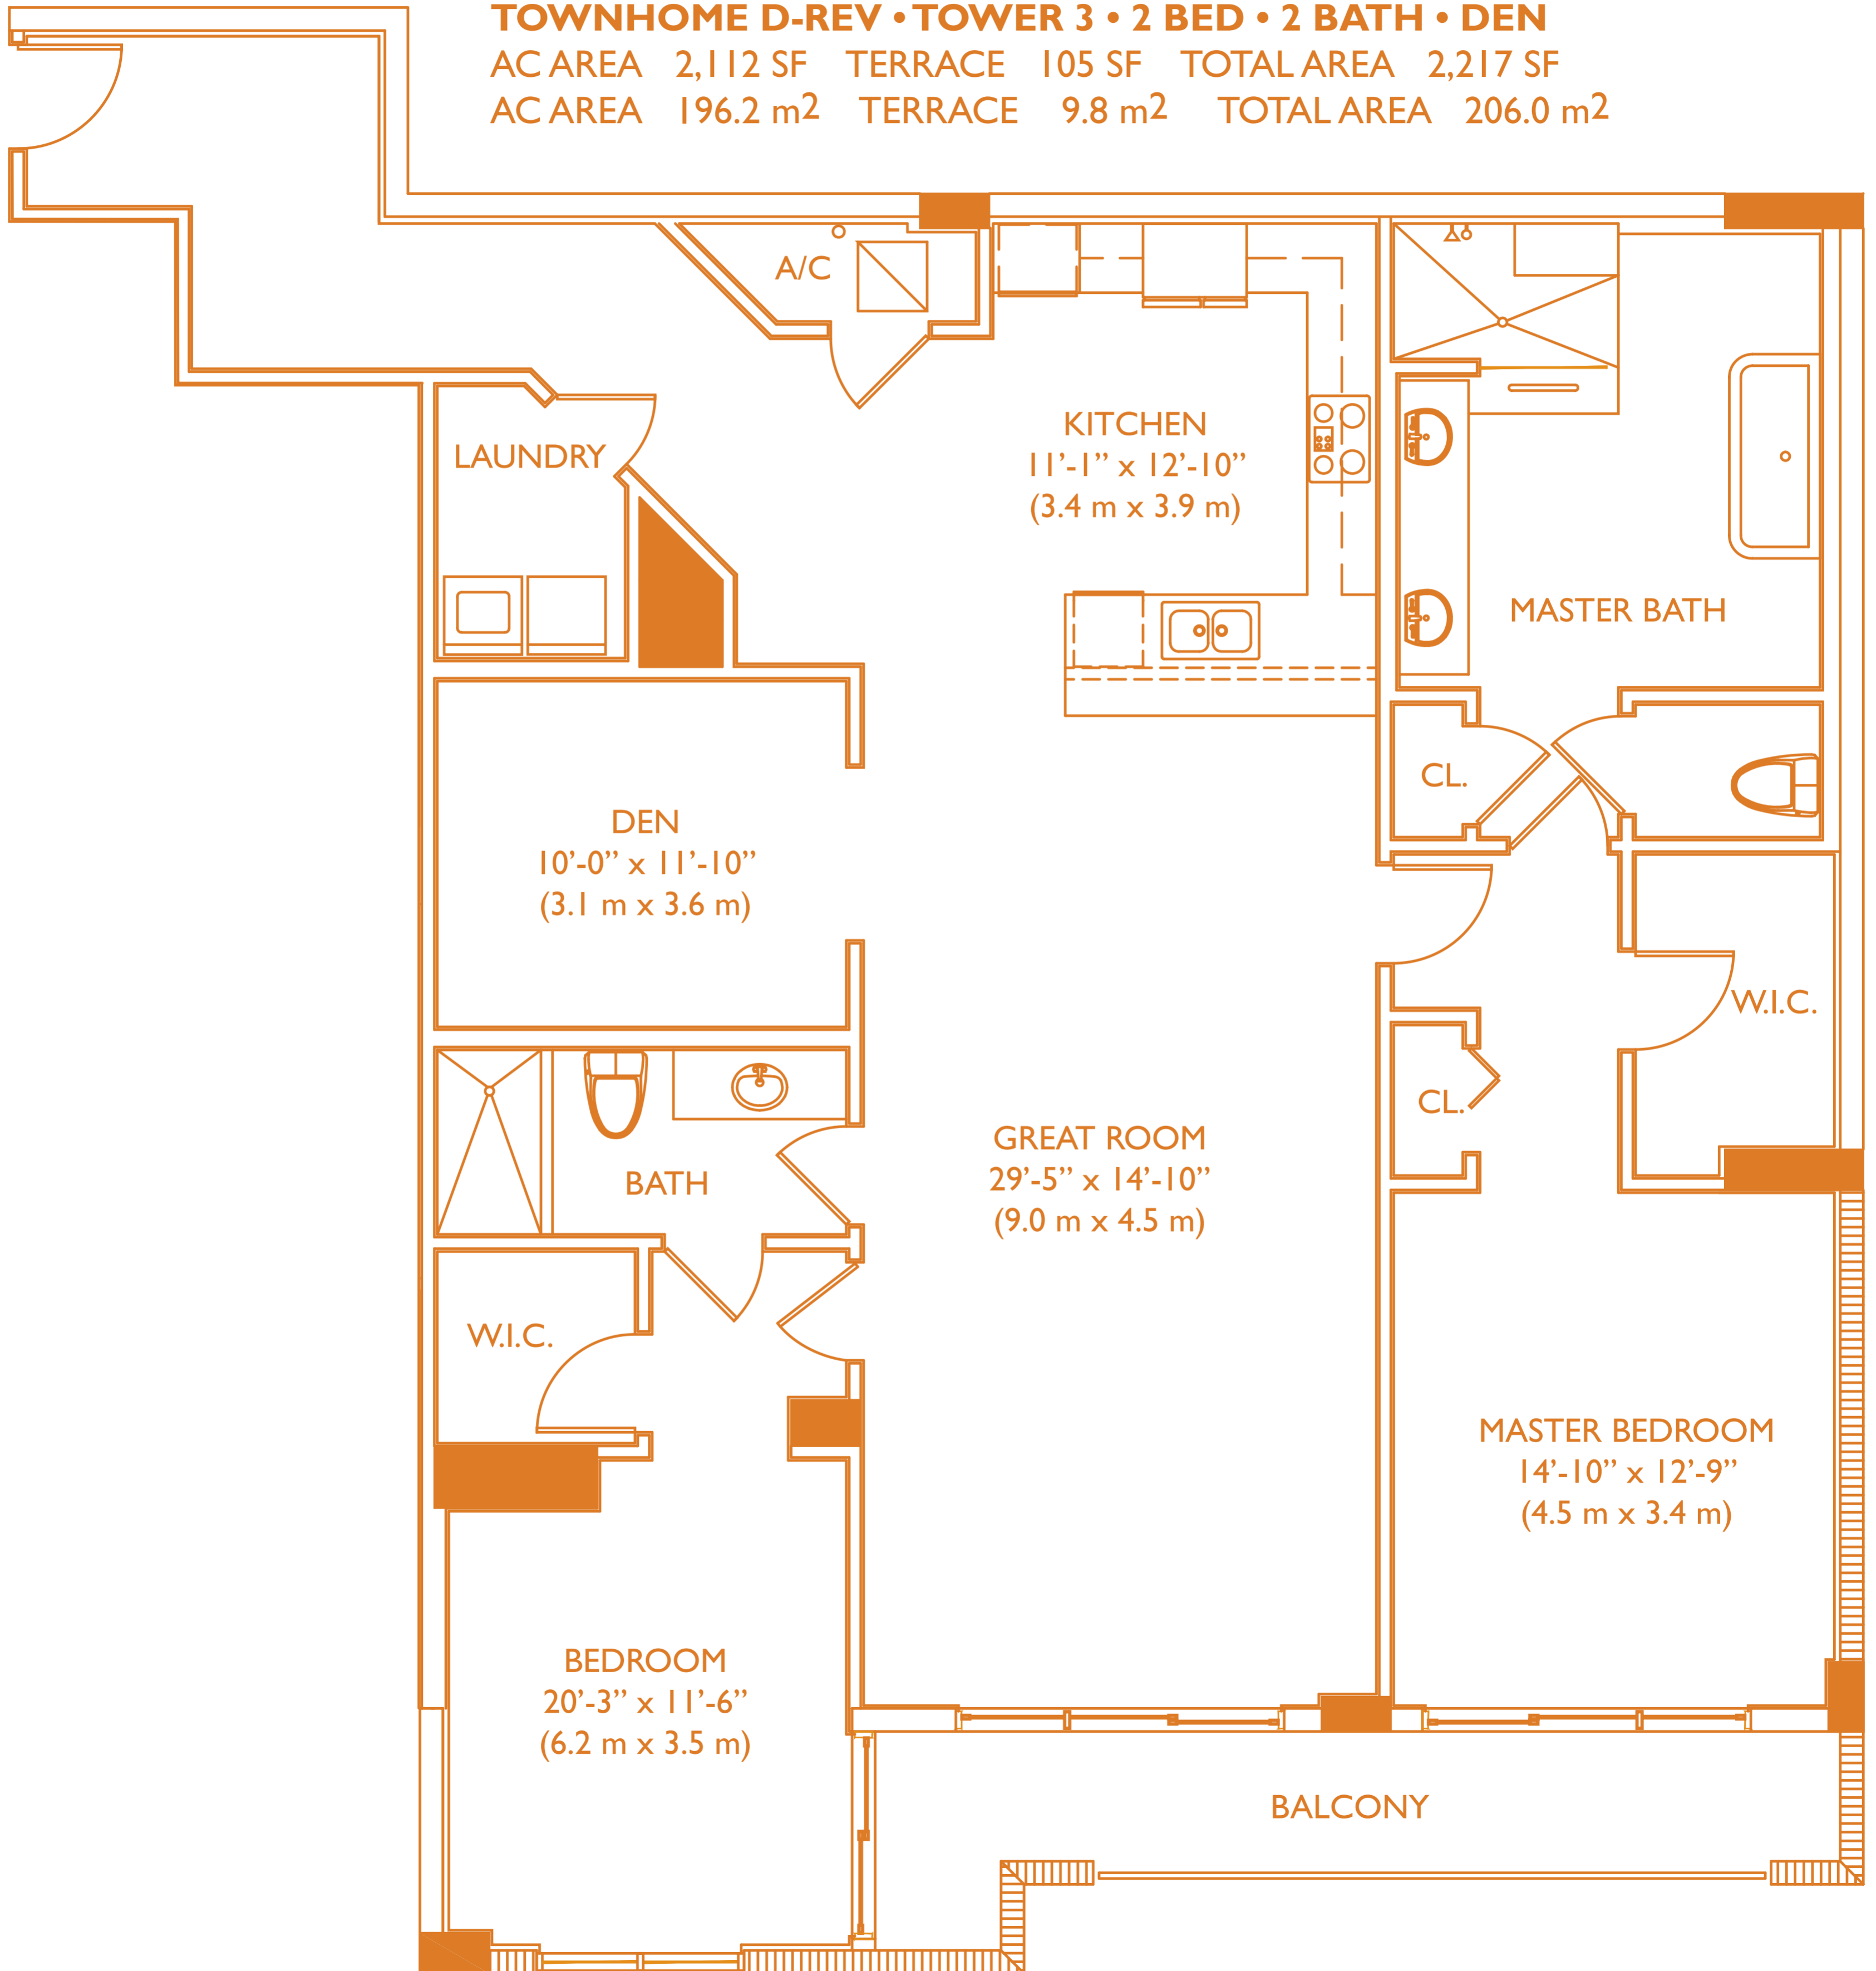 TOWNHOME D-REV • TOWER 3 • 2 BED • 2 BATH • DEN
AC AREA 2,112 SF TERRACE 105 SF TOTAL AREA 2,217 SF
AC AREA 196.2 m2 TERRACE 9.8 m2 TOTAL AREA 206.0 m2
A/C
KITCHEN
11'-1” x 12'-10”
(3.4 m x 3.9 m)
LAUNDRY
MASTER BATH
CL.
DEN
10'-0” x 11'-10”
(3.1 m x 3.6 m)
W.I.C.
CL.
GREAT ROOM
29'-5” x 14'-10”
(9.0 m x 4.5 m)
BATH
W.I.C.
MASTER BEDROOM
14'-10” x 12'-9”
(4.5 m x 3.4 m)
BEDROOM
20'-3” x 11'-6”
(6.2 m x 3.5 m)
BALCONY